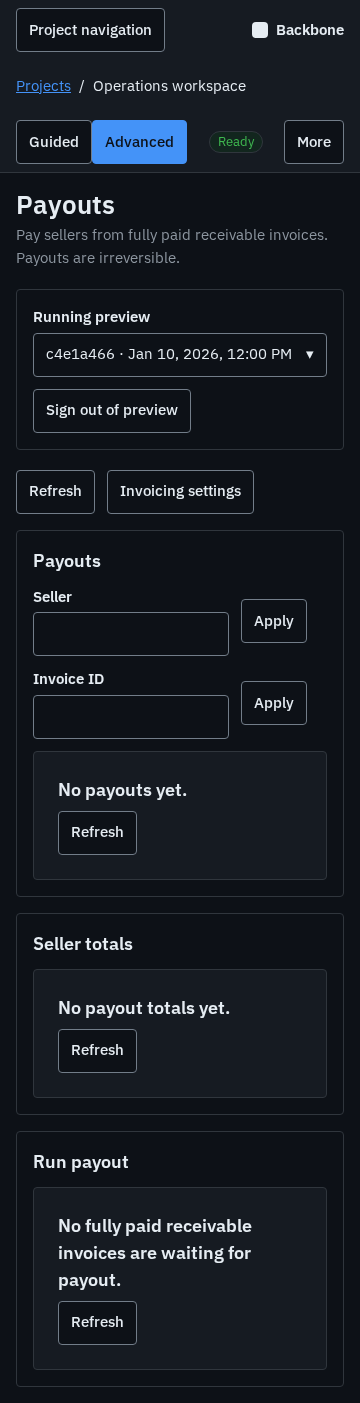 Project navigation
Backbone
Projects / Operations workspace
Guided Advanced Ready More
Payouts
Pay sellers from fully paid receivable invoices.
Payouts are irreversible.
Running preview
c4e1a466 · Jan 10, 2026, 12:00 PM ▾
Sign out of preview
Refresh Invoicing settings
Payouts
Seller
Apply
Invoice ID
Apply
No payouts yet.
Refresh
Seller totals
No payout totals yet.
Refresh
Run payout
No fully paid receivable
invoices are waiting for
payout.
Refresh